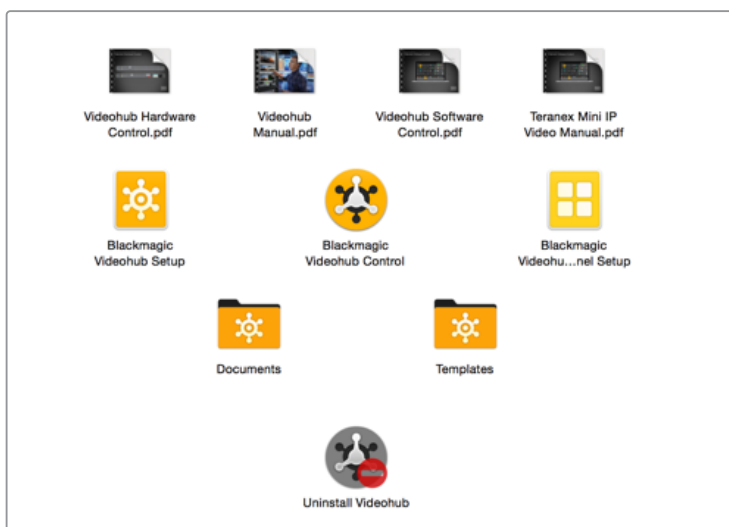 Videohub Hardware
Control.pdf
Videohub
Manual.pdf
Videohub Software
Control.pdf
Teranex Mini IP
Video Manual.pdf
Blackmagic
Videohub Setup
Blackmagic
Videohub Control
Blackmagic
Videohu...nel Setup
Documents
Templates
Uninstall Videohub